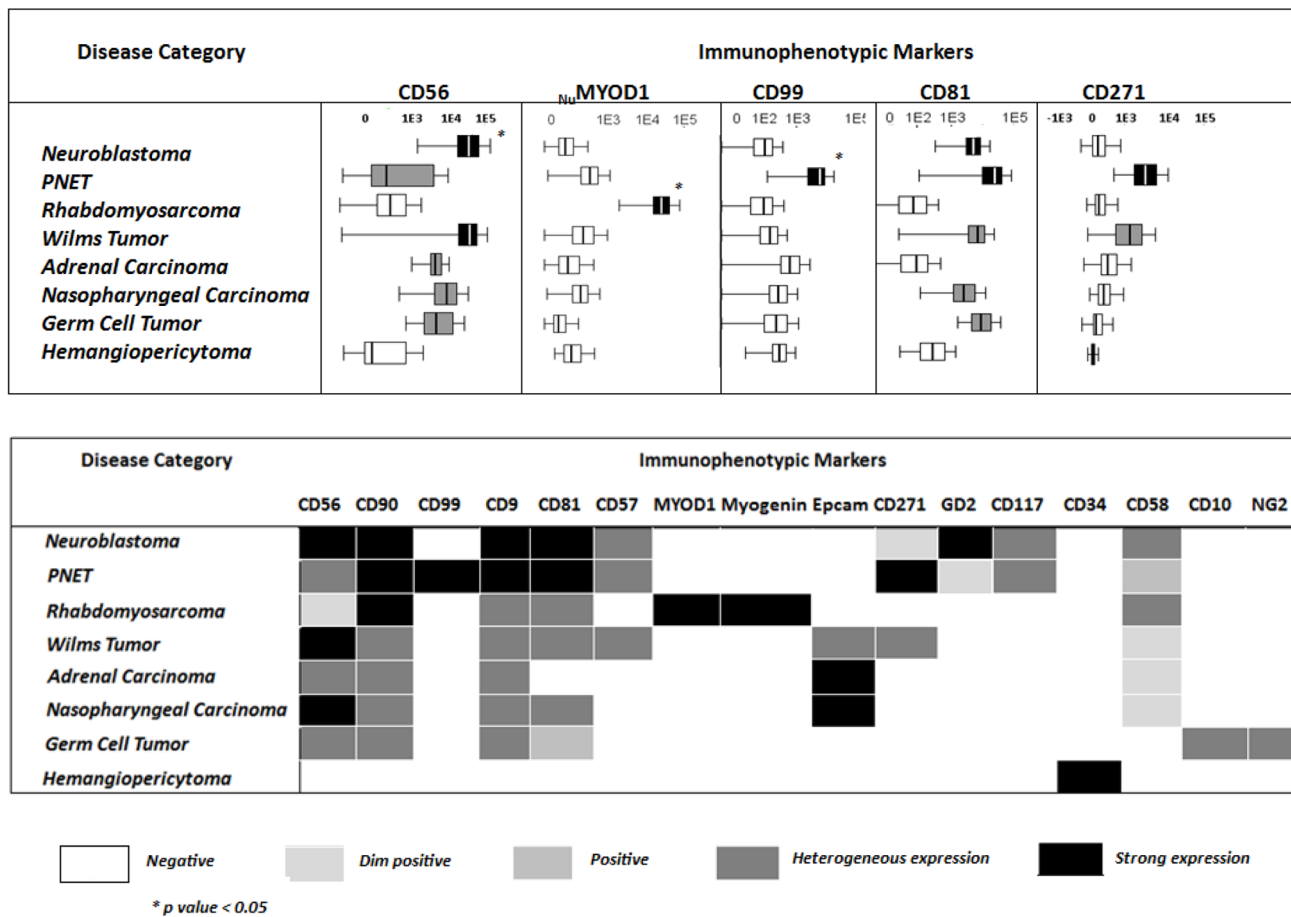 Disease Category Immunophenotypic Markers
CD56 NuMYOD1 CD99 CD81 CD271
0 1E3 1E4 1E5 0 1E3 1E4 1E5 0 1E2 1E3 1E5 0 1E2 1E3 1E5 -1E3 0 1E3 1E4 1E5
Neuroblastoma *
PNET *
Rhabdomyosarcoma *
Wilms Tumor
Adrenal Carcinoma
Nasopharyngeal Carcinoma
Germ Cell Tumor
Hemangiopericytoma
Disease Category Immunophenotypic Markers
CD56 CD90 CD99 CD9 CD81 CD57 MYOD1 Myogenin Epcam CD271 GD2 CD117 CD34 CD58 CD10 NG2
Neuroblastoma
PNET
Rhabdomyosarcoma
Wilms Tumor
Adrenal Carcinoma
Nasopharyngeal Carcinoma
Germ Cell Tumor
Hemangiopericytoma
Negative Dim positive Positive Heterogeneous expression Strong expression
* p value < 0.05